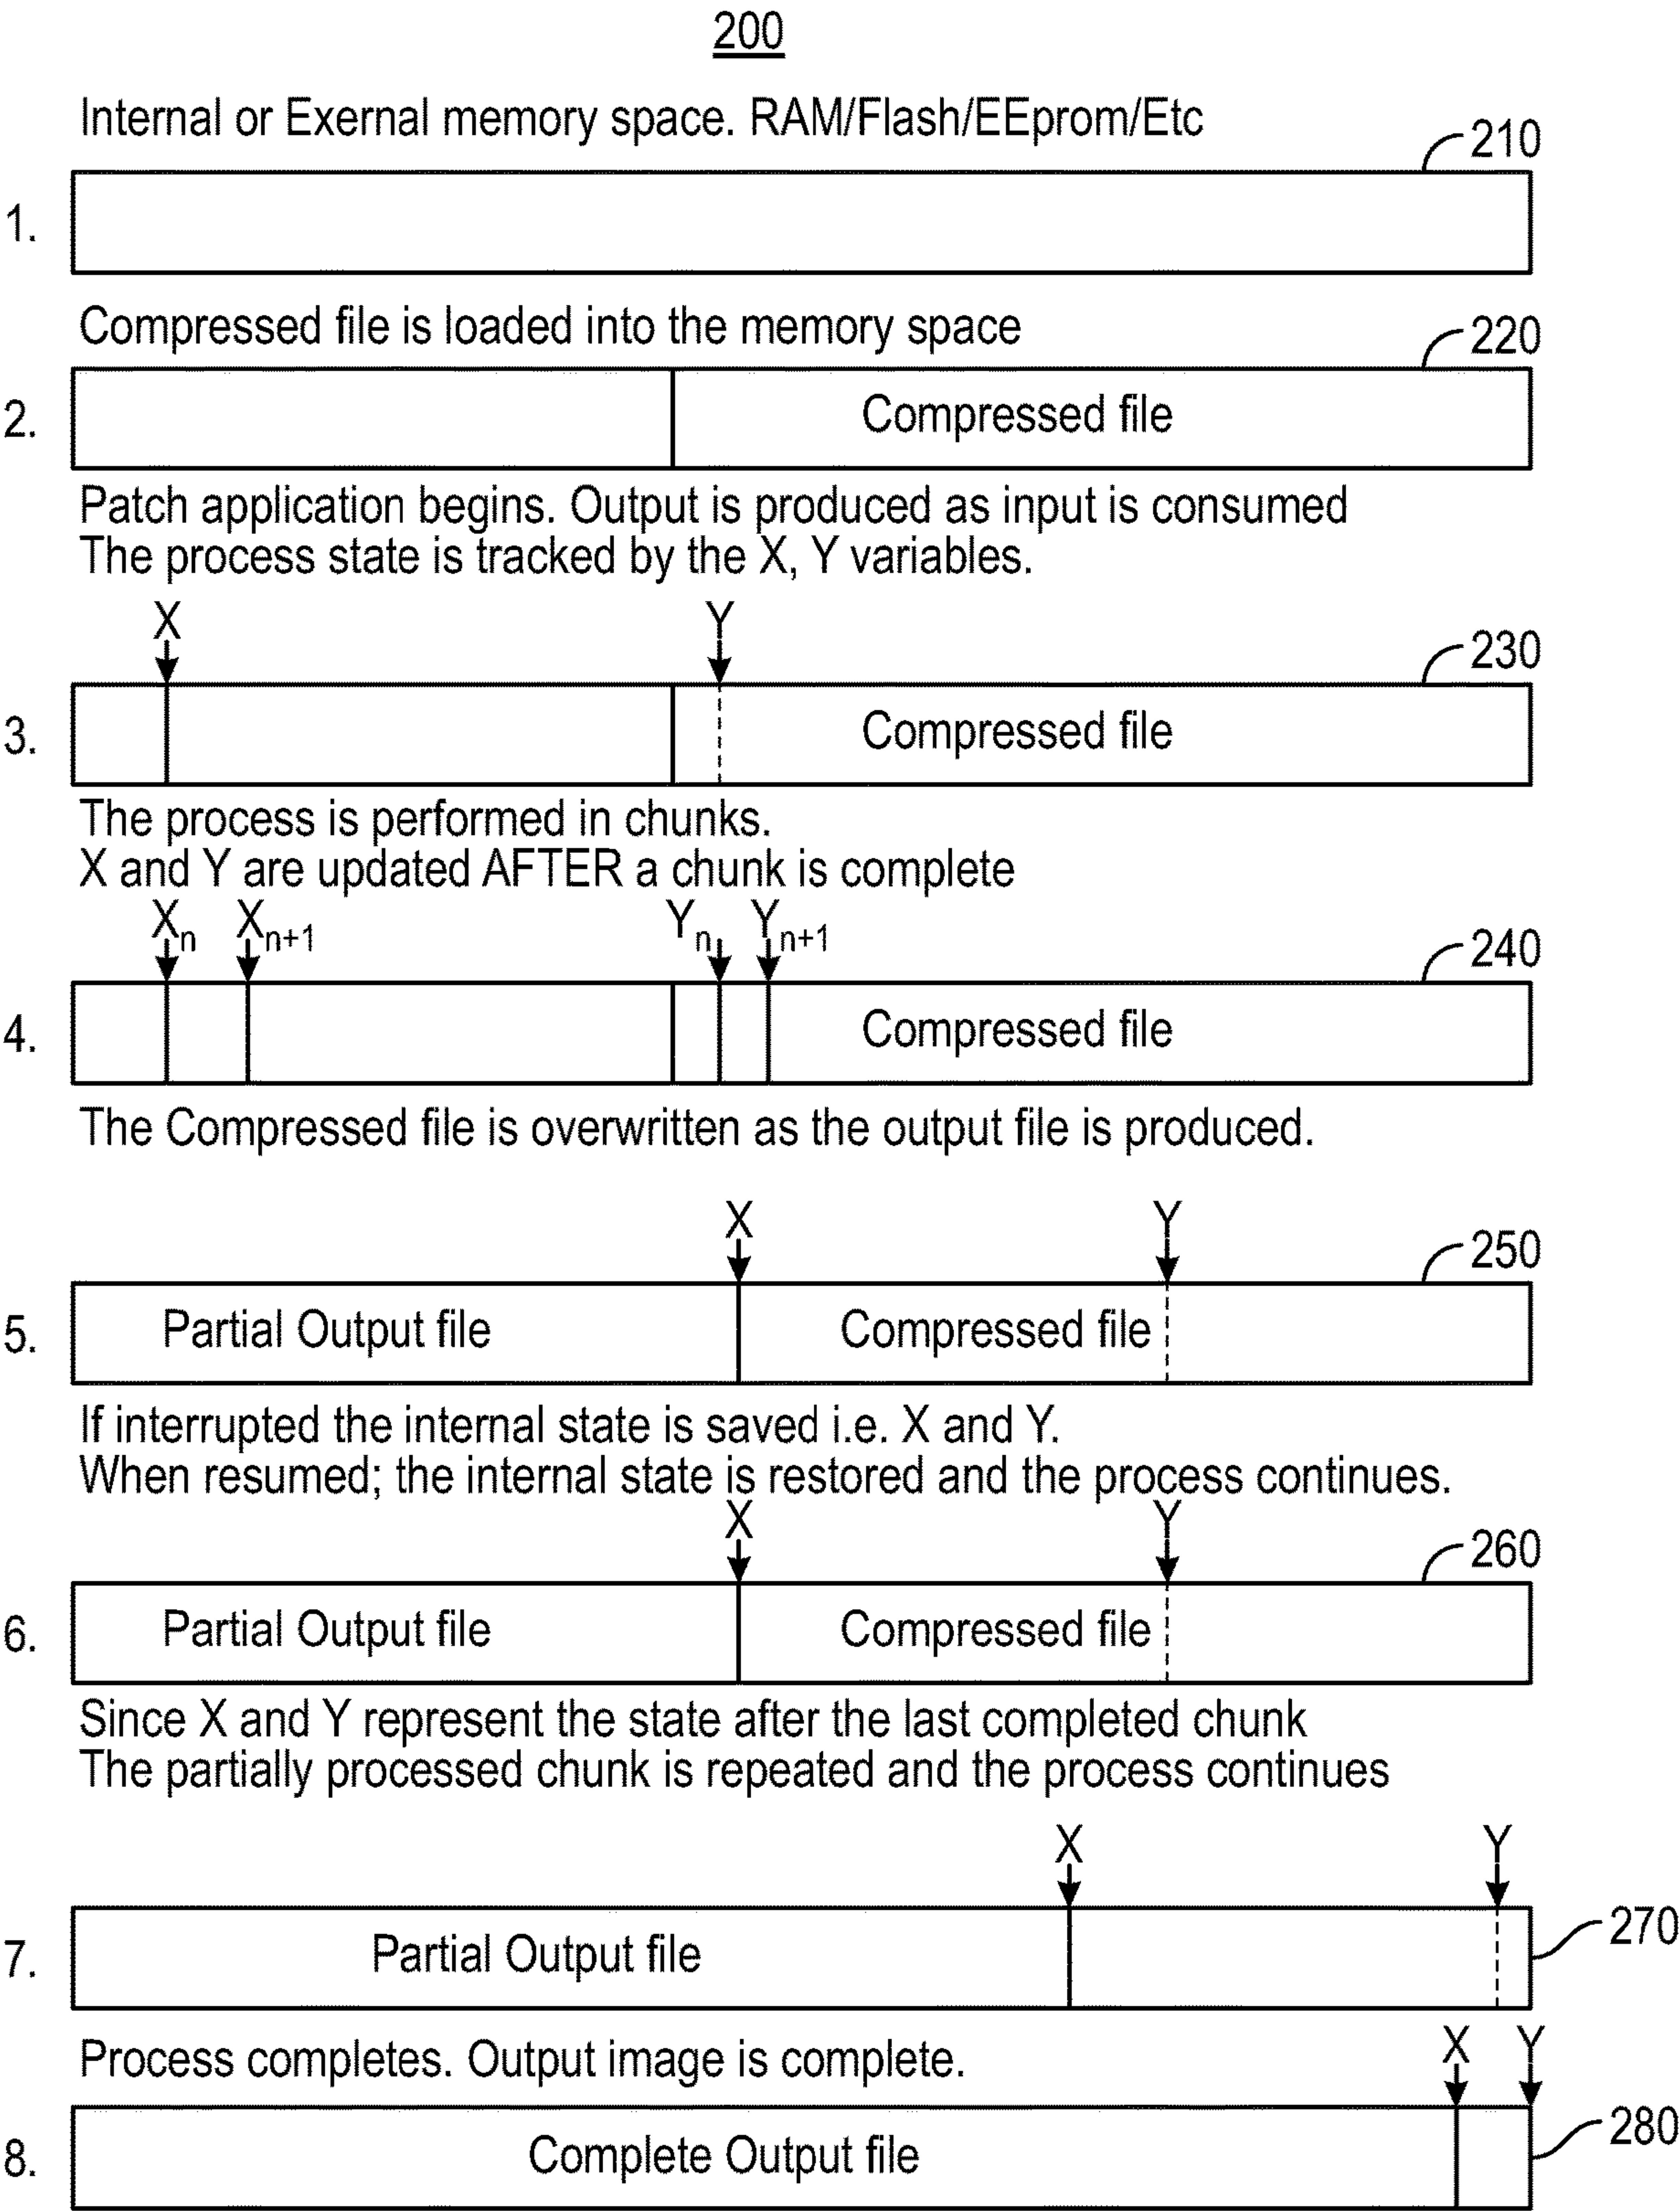 200
Internal or Exernal memory space. RAM/Flash/EEprom/Etc
210
1.
Compressed file is loaded into the memory space
220
2.
Compressed file
Patch application begins. Output is produced as input is consumed
The process state is tracked by the X, Y variables.
X Y
230
3.
Compressed file
The process is performed in chunks.
X and Y are updated AFTER a chunk is complete
Xn Xn+1 Yn Yn+1
240
4.
Compressed file
The Compressed file is overwritten as the output file is produced.
X Y
250
5.
Partial Output file Compressed file
If interrupted the internal state is saved i.e. X and Y.
When resumed; the internal state is restored and the process continues.
X Y
260
6.
Partial Output file Compressed file
Since X and Y represent the state after the last completed chunk
The partially processed chunk is repeated and the process continues
X Y
270
7.
Partial Output file
Process completes. Output image is complete.
X Y
280
8.
Complete Output file